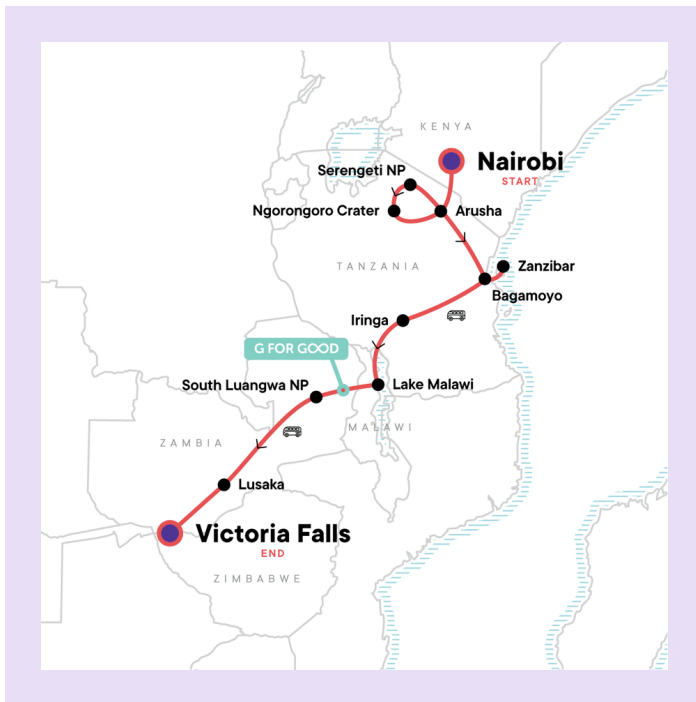 KENYA
Nairobi
START
Serengeti NP
Ngorongoro Crater
Arusha
TANZANIA
Zanzibar
Bagamoyo
Iringa
G FOR GOOD
South Luangwa NP
Lake Malawi
MALAWI
ZAMBIA
Lusaka
Victoria Falls
END
ZIMBABWE